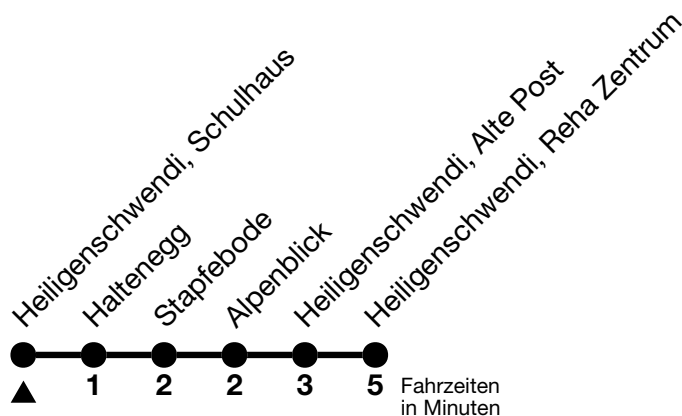 Heiligenschwendi, Schulhaus
Haltenegg
Stapfebode
Alpenblick
Heiligenschwendi, Alte Post
Heiligenschwendi, Reha Zentrum
1 2 2 3 5 Fahrzeiten
in Minuten